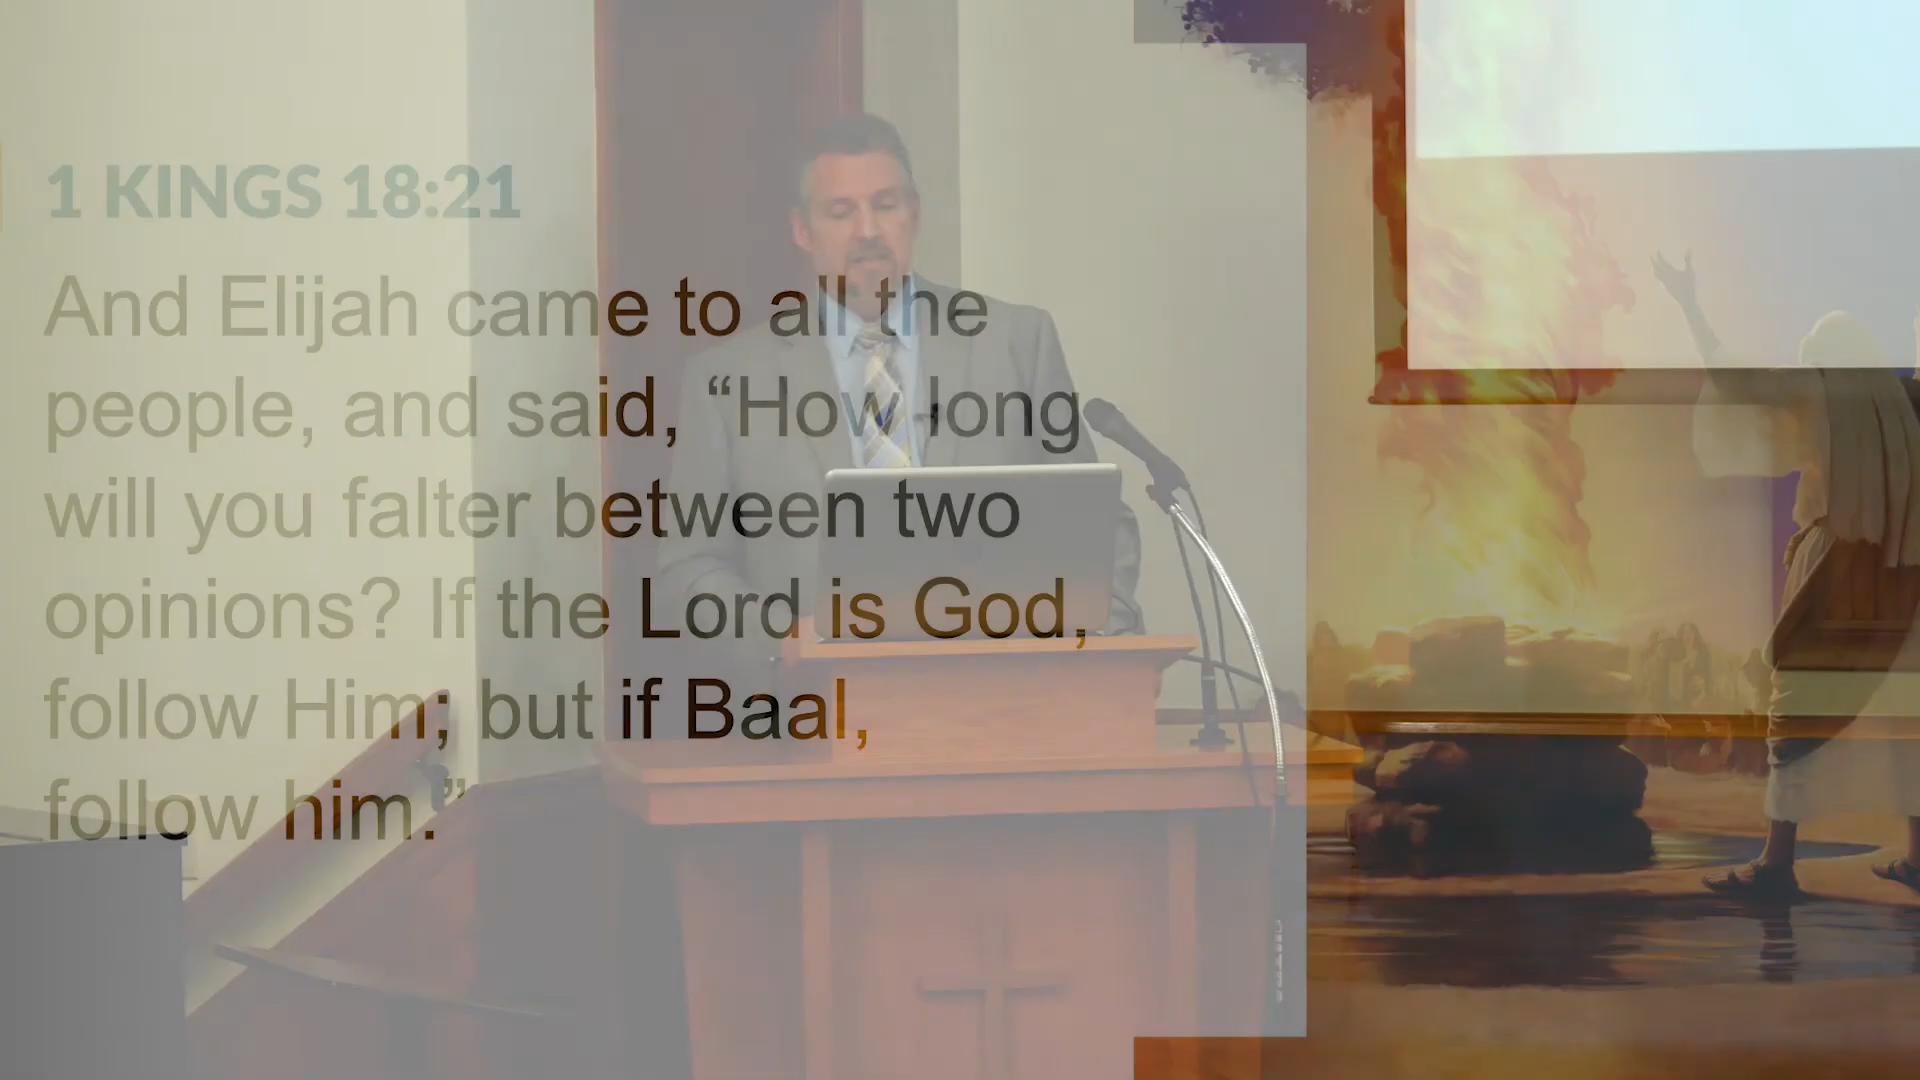 1 KINGS 18:21
And Elijah came to all the
people, and said, “How long
will you falter between two
opinions? If the Lord is God,
follow Him; but if Baal,
follow him.”